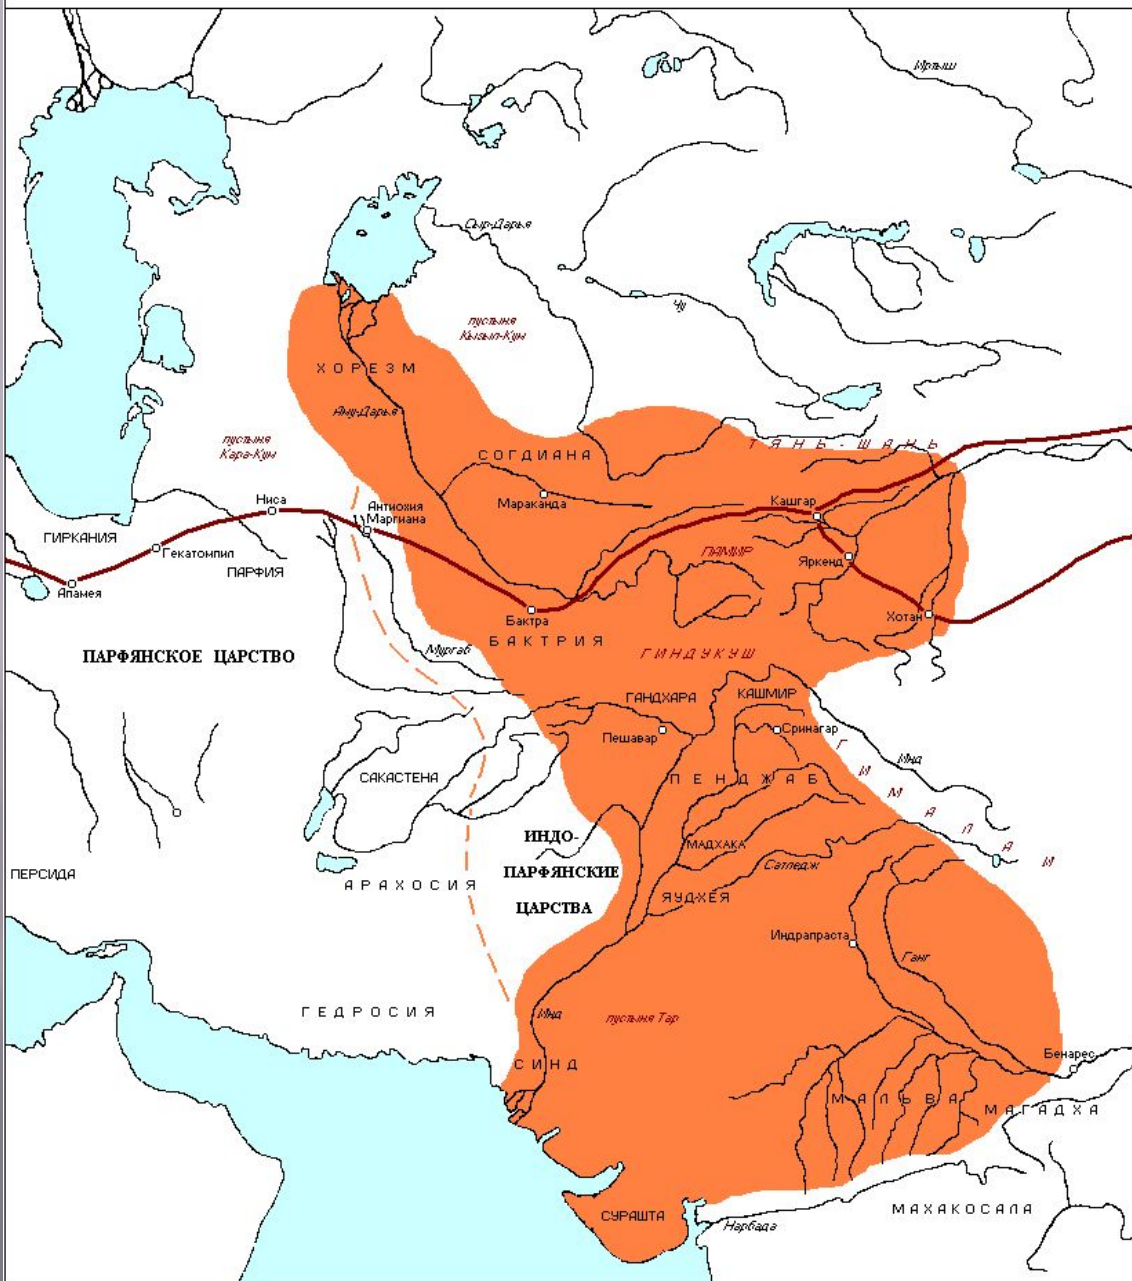 Иртыш
Сыр-Дарья
Чу
пустыня
Кызыл-Кум
ХОРЕЗМ
Аму-Дарья
пустыня
Кара-Кум
СОГДИАНА
ТЯНЬ-ШАНЬ
Мараканда
Кашгар
Ниса
Антиохия
Маргиана
ГИРКАНИЯ
Гекатомпил
ПАРФИЯ
Апамея
ПАМИР
Яркенд
Бактра
Хотан
БАКТРИЯ
Мургаб
ГИНДУКУШ
ПАРФЯНСКОЕ ЦАРСТВО
ГАНДХАРА
КАШМИР
Пешавар
Сринагар
Инд
ГИМАЛАИ
САКАСТЕНА
ПЕНДЖАБ
ИНДО-
ПАРФЯНСКИЕ
ЦАРСТВА
МАДХАКА
Сатледж
ПЕРСИДА
АРАХОСИЯ
ЯУДХЕЯ
Индрапраста
Ганг
ГЕДРОСИЯ
Инд
пустыня Тар
СИНД
Бенарес
МАЛЬВА
МАГАДХА
СУРАШТА
Нарбада
МАХАКОСАЛА